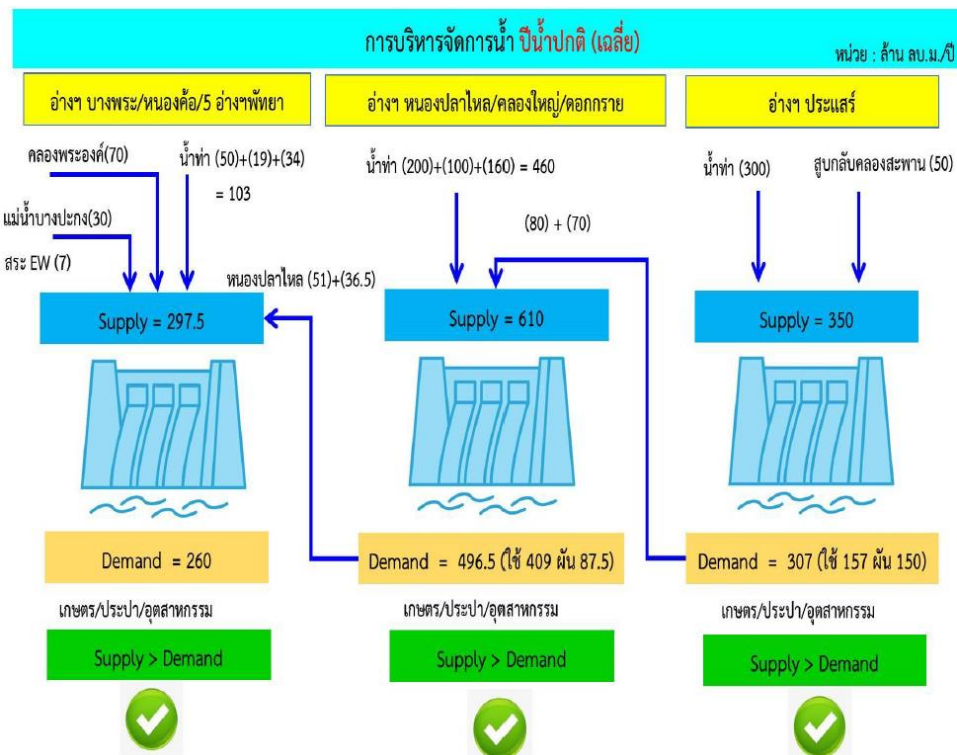 การบริหารจัดการน้ำ ปีน้ำปกติ (เฉลี่ย)
หน่วย : ล้าน ลบ.ม./ปี
อ่างฯ บางพระ/หนองค้อ/5 อ่างฯพัทยา
อ่างฯ หนองปลาไหล/คลองใหญ่/ดอกกราย
อ่างฯ ประแสร์
คลองพระองค์(70)
น้ำท่า (50)+(19)+(34)
= 103
แม่น้ำบางปะกง(30)
สระ EW (7)
หนองปลาไหล (51)+(36.5)
น้ำท่า (200)+(100)+(160) = 460
(80) + (70)
น้ำท่า (300)
สูบกลับคลองสะพาน (50)
Supply = 297.5
Supply = 610
Supply = 350
Demand = 260
Demand = 496.5 (ใช้ 409 ผัน 87.5)
Demand = 307 (ใช้ 157 ผัน 150)
เกษตร/ประปา/อุตสาหกรรม
เกษตร/ประปา/อุตสาหกรรม
เกษตร/ประปา/อุตสาหกรรม
Supply > Demand
Supply > Demand
Supply > Demand